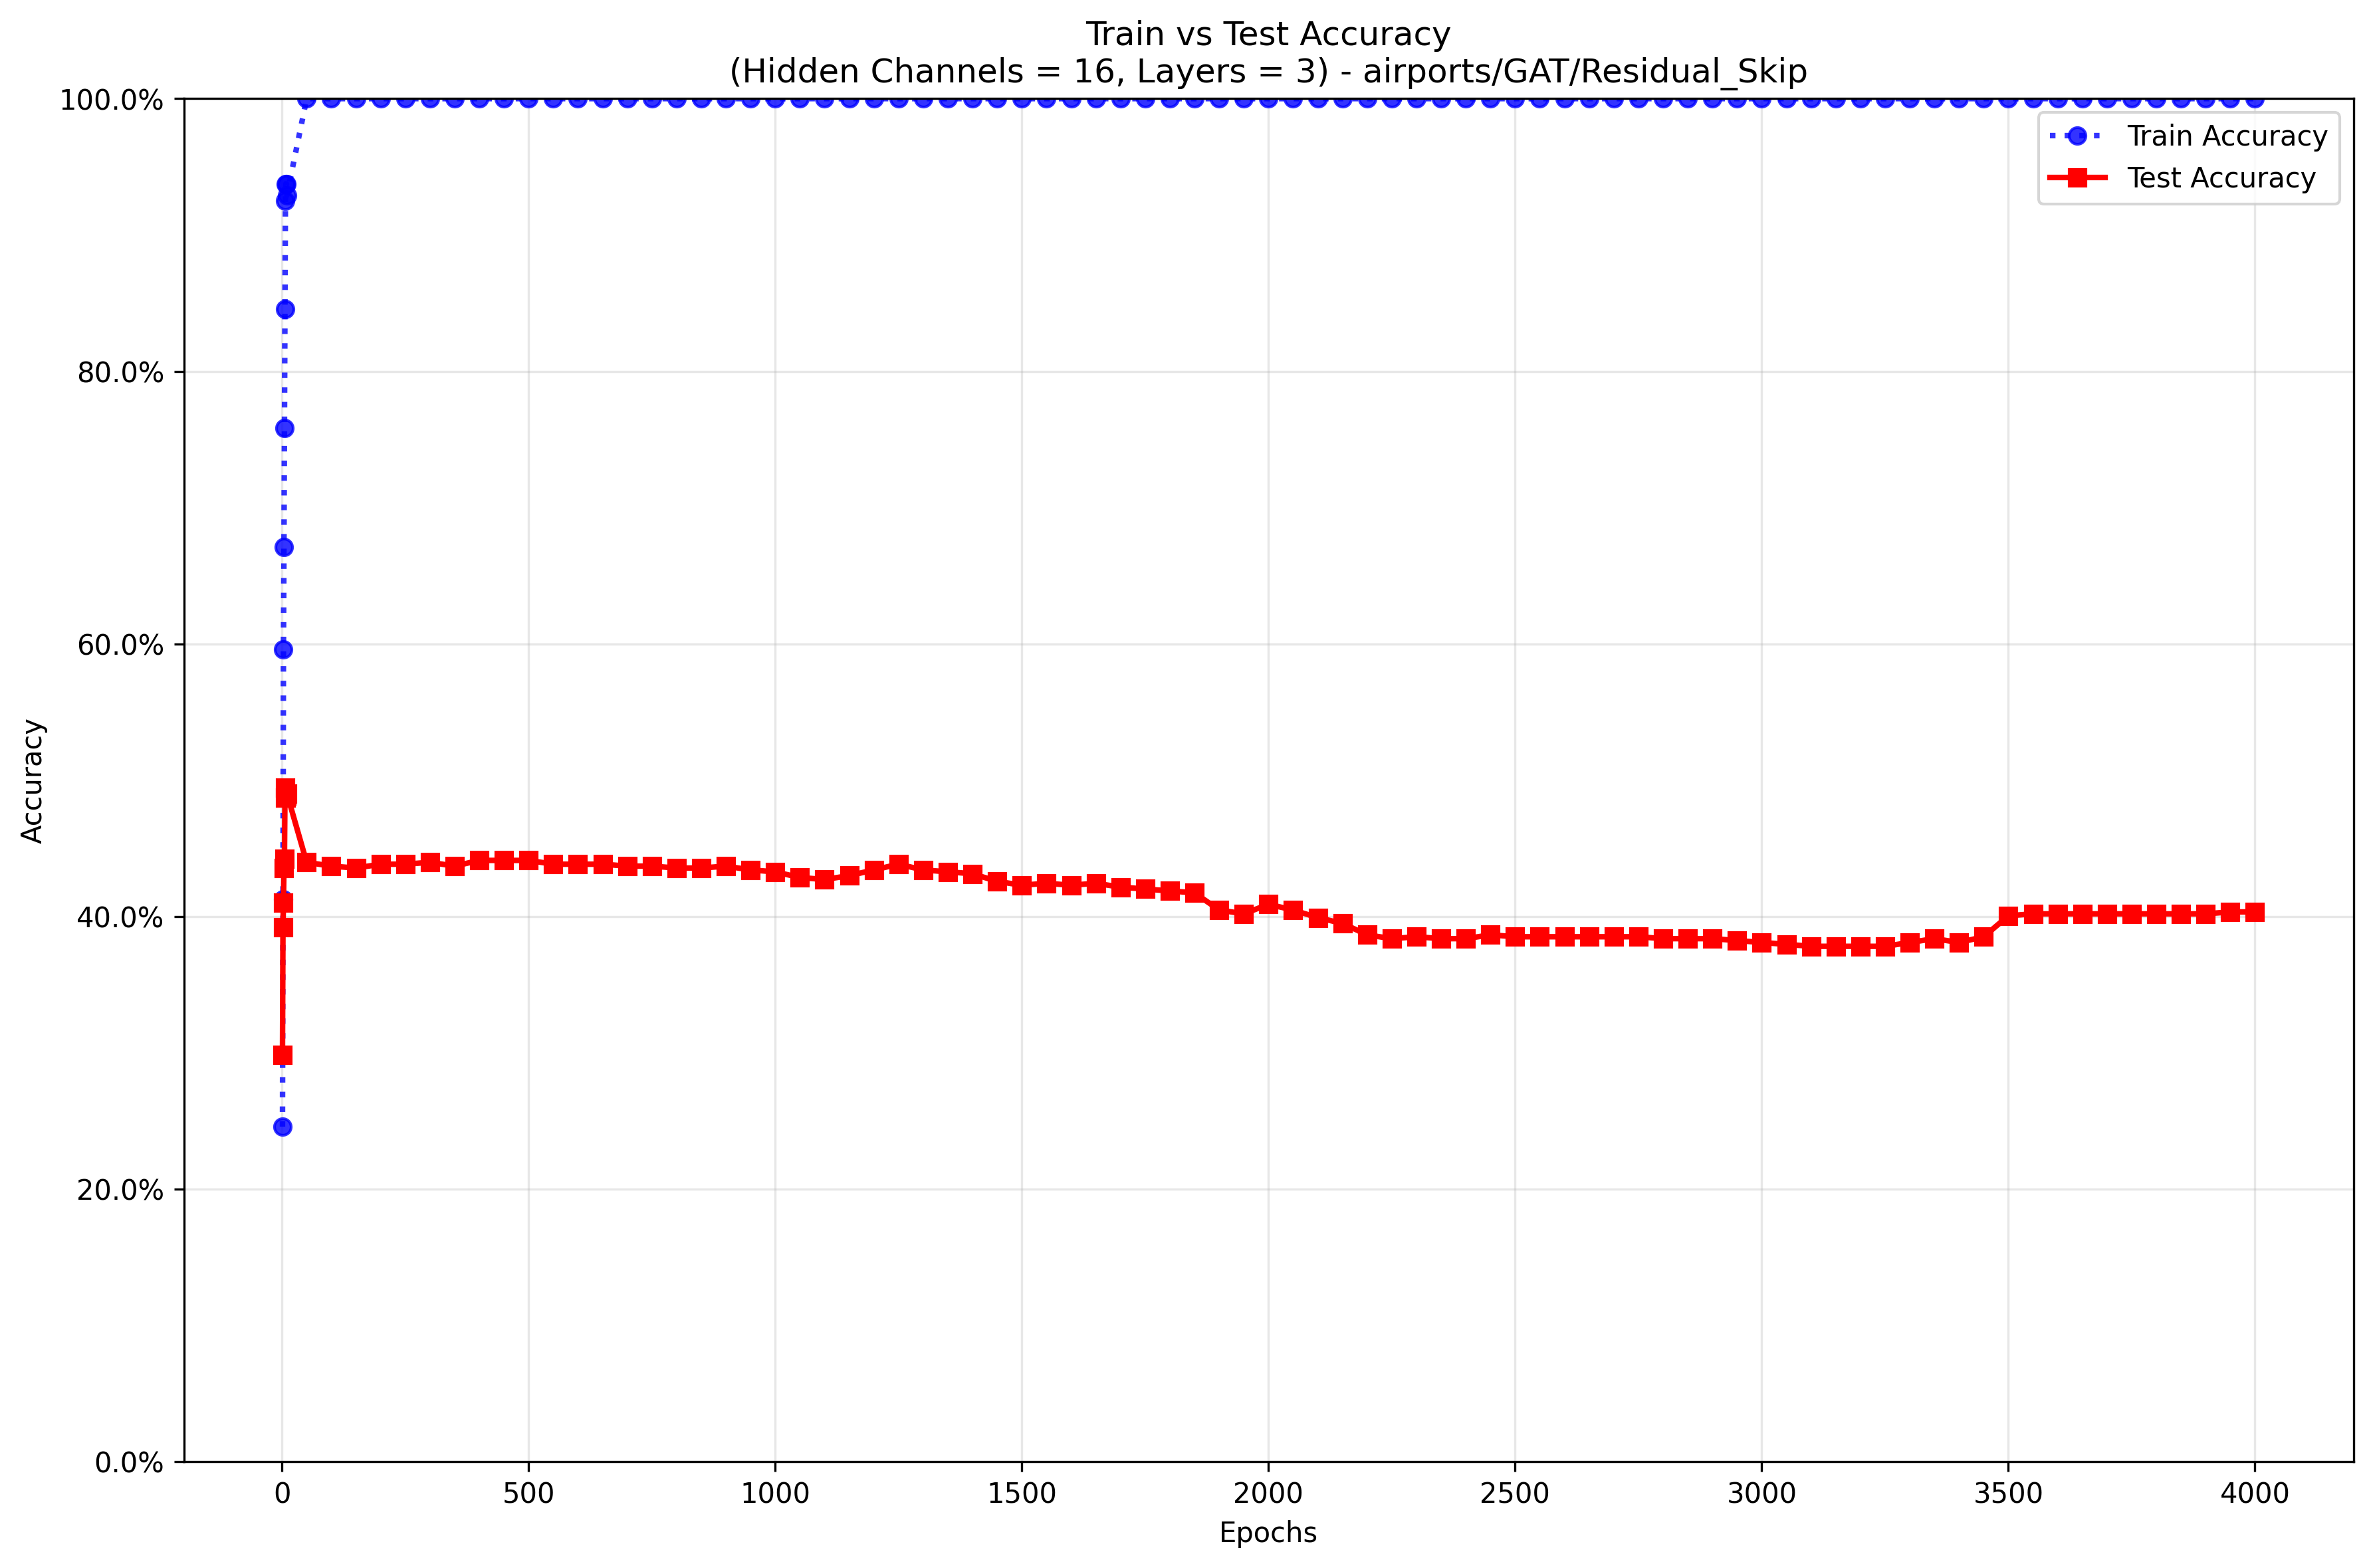 Train vs Test Accuracy
(Hidden Channels = 16, Layers = 3) - airports/GAT/Residual_Skip
100.0%
80.0%
60.0%
40.0%
20.0%
0.0%
Accuracy
Train Accuracy
Test Accuracy
0
500
1000
1500
2000
2500
3000
3500
4000
Epochs